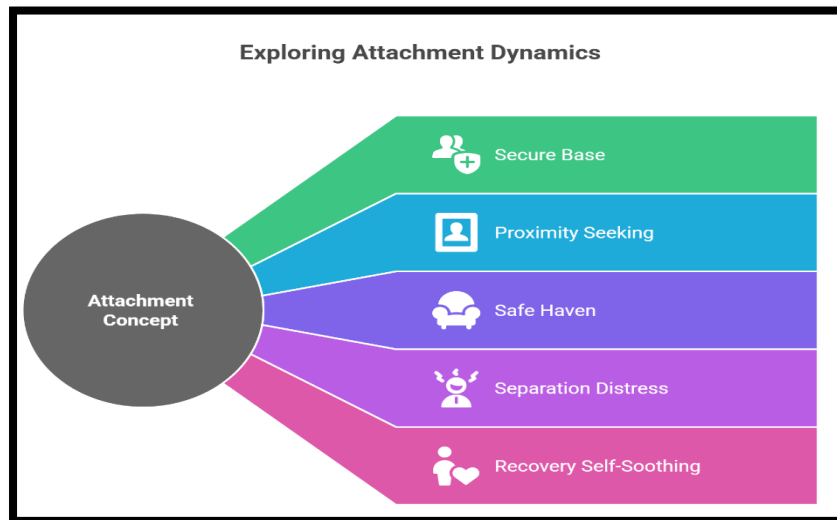 Exploring Attachment Dynamics
Attachment
Concept
Secure Base
Proximity Seeking
Safe Haven
Separation Distress
Recovery Self-Soothing